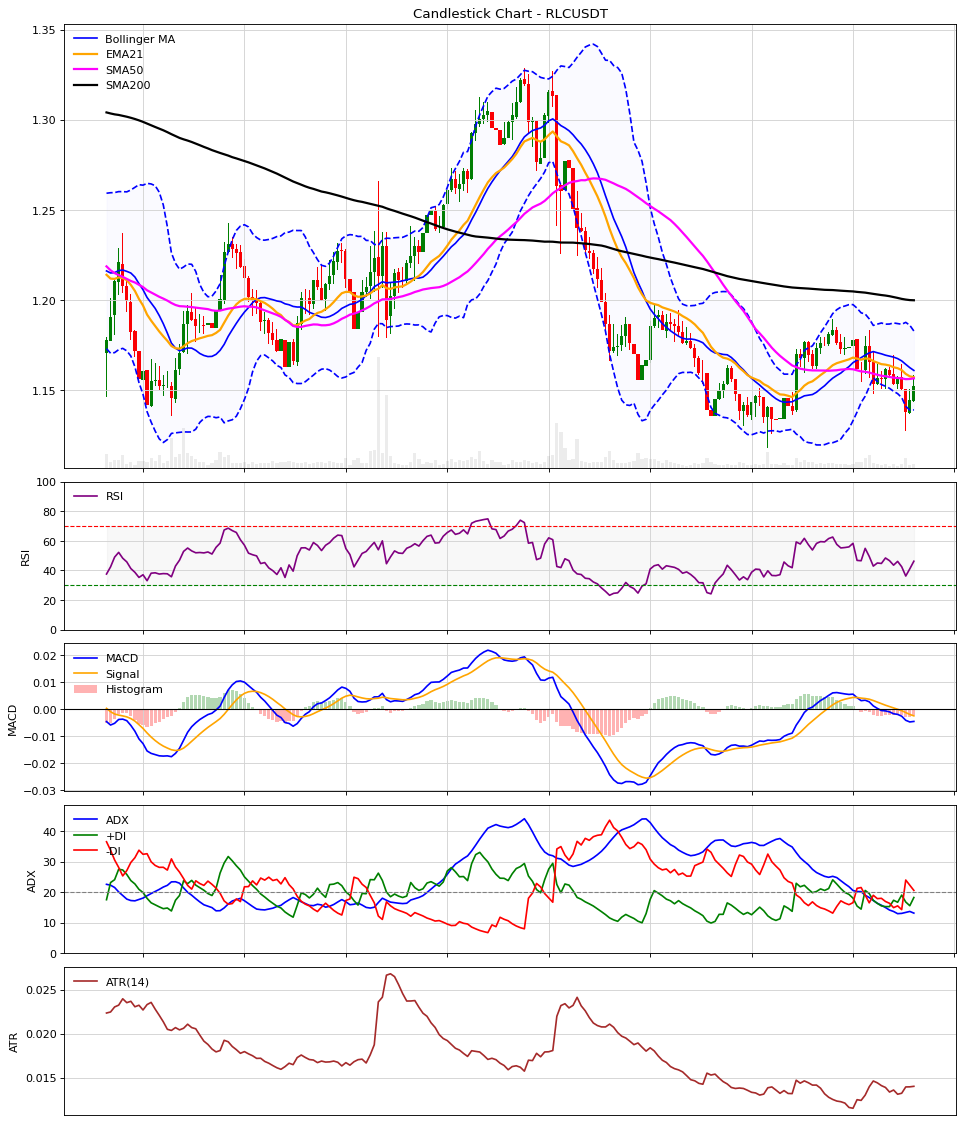 Candlestick Chart - RLCUSDT
1.35
1.30
1.25
1.20
1.15
Bollinger MA
EMA21
SMA50
SMA200
RSI
100
80
60
40
20
0
RSI
MACD
0.02
0.01
0.00
−0.01
−0.02
−0.03
MACD
Signal
Histogram
ADX
40
30
20
10
0
ADX
+DI
-DI
ATR
0.025
0.020
0.015
ATR(14)